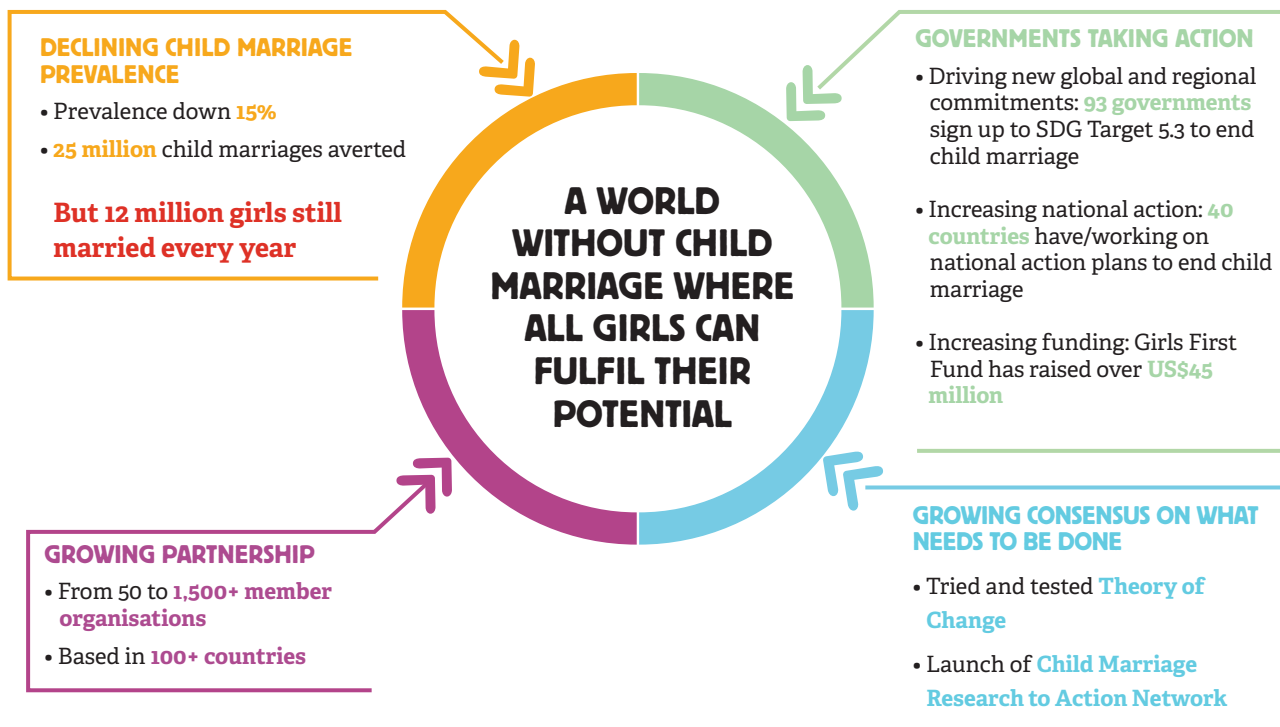 DECLINING CHILD MARRIAGE
PREVALENCE
• Prevalence down 15%
• 25 million child marriages averted
But 12 million girls still
married every year
GOVERNMENTS TAKING ACTION
• Driving new global and regional
commitments: 93 governments
sign up to SDG Target 5.3 to end
child marriage
• Increasing national action: 40
countries have/working on
national action plans to end child
marriage
• Increasing funding: Girls First
Fund has raised over US$45
million
A WORLD
WITHOUT CHILD
MARRIAGE WHERE
ALL GIRLS CAN
FULFIL THEIR
POTENTIAL
GROWING PARTNERSHIP
• From 50 to 1,500+ member
organisations
• Based in 100+ countries
GROWING CONSENSUS ON WHAT
NEEDS TO BE DONE
• Tried and tested Theory of
Change
• Launch of Child Marriage
Research to Action Network